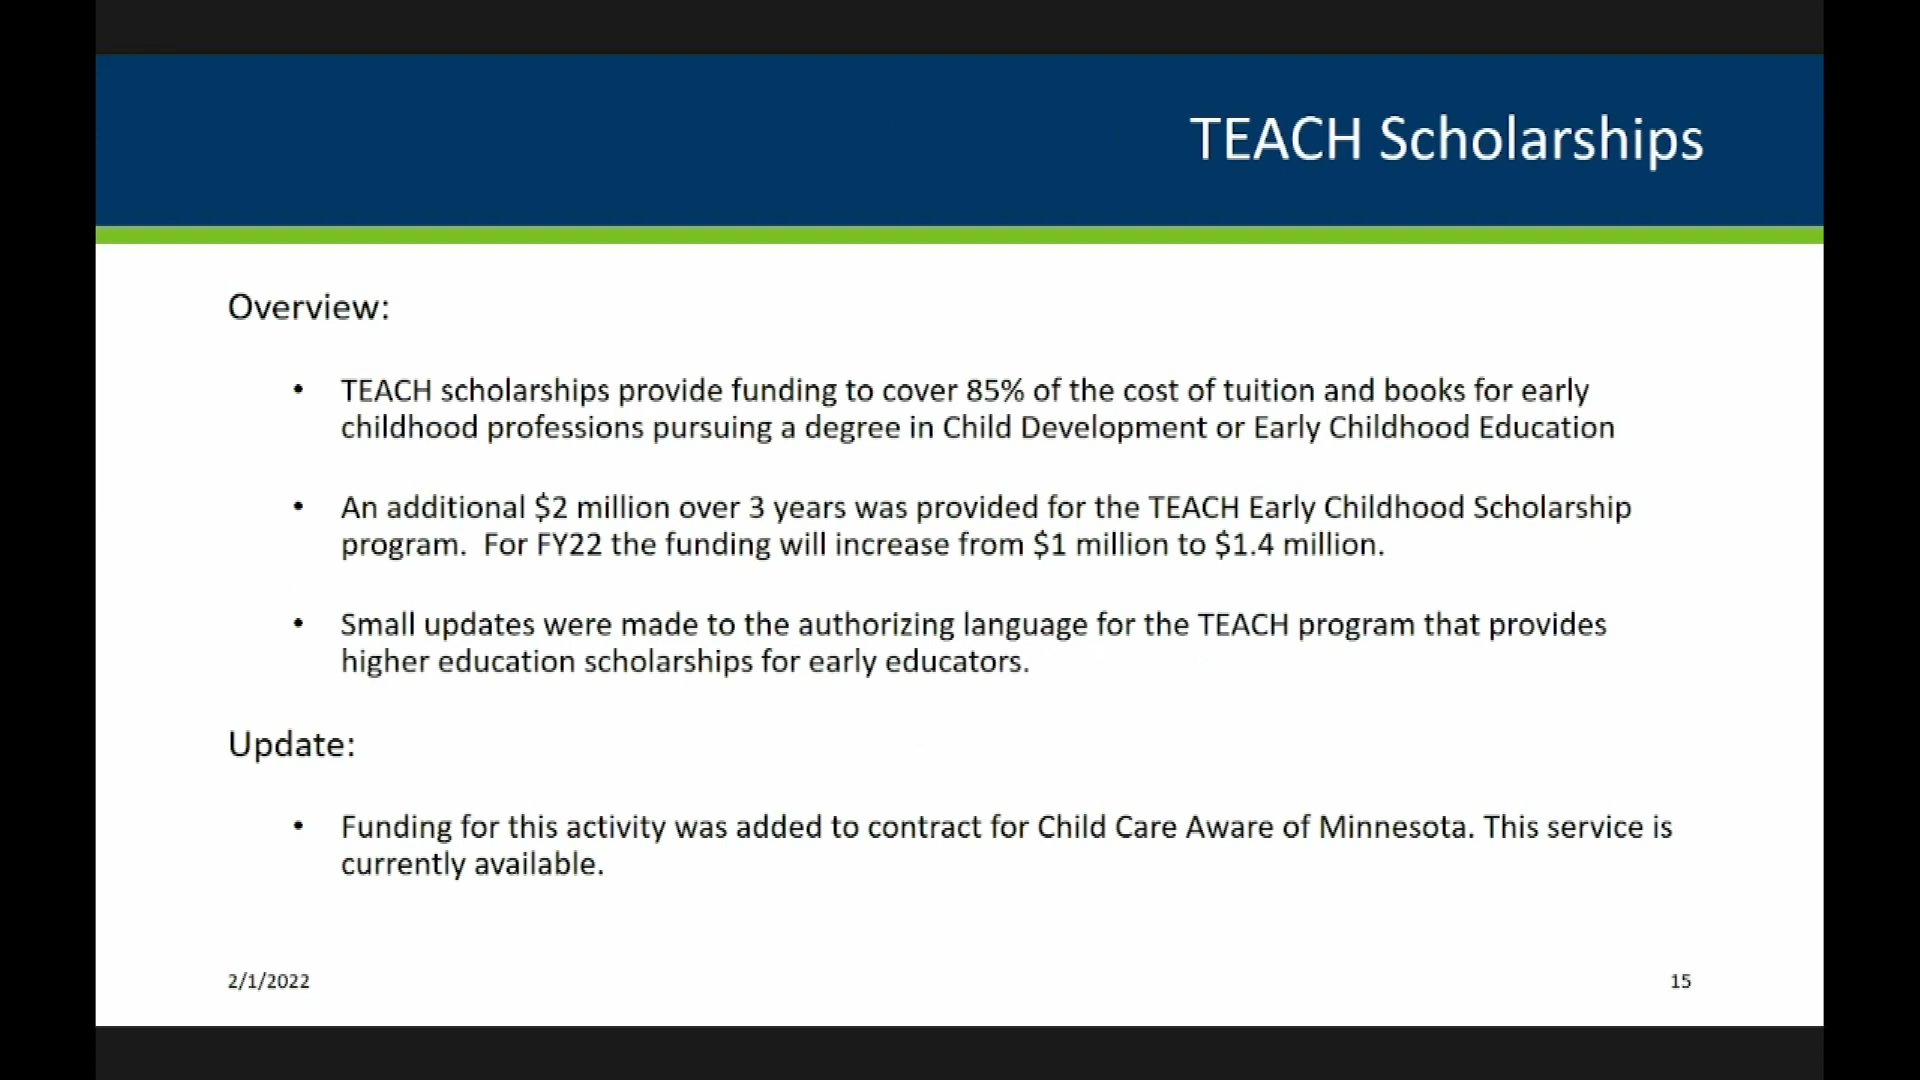 TEACH Scholarships
Overview:
• TEACH scholarships provide funding to cover 85% of the cost of tuition and books for early
childhood professions pursuing a degree in Child Development or Early Childhood Education
• An additional $2 million over 3 years was provided for the TEACH Early Childhood Scholarship
program.  For FY22 the funding will increase from $1 million to $1.4 million.
• Small updates were made to the authorizing language for the TEACH program that provides
higher education scholarships for early educators.
Update:
• Funding for this activity was added to contract for Child Care Aware of Minnesota. This service is
currently available.
2/1/2022
15